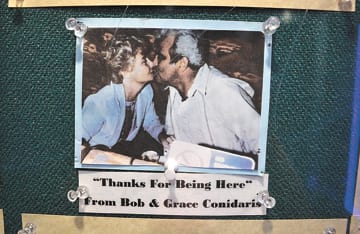 “Thanks For Being Here”
From Bob & Grace Conidaris